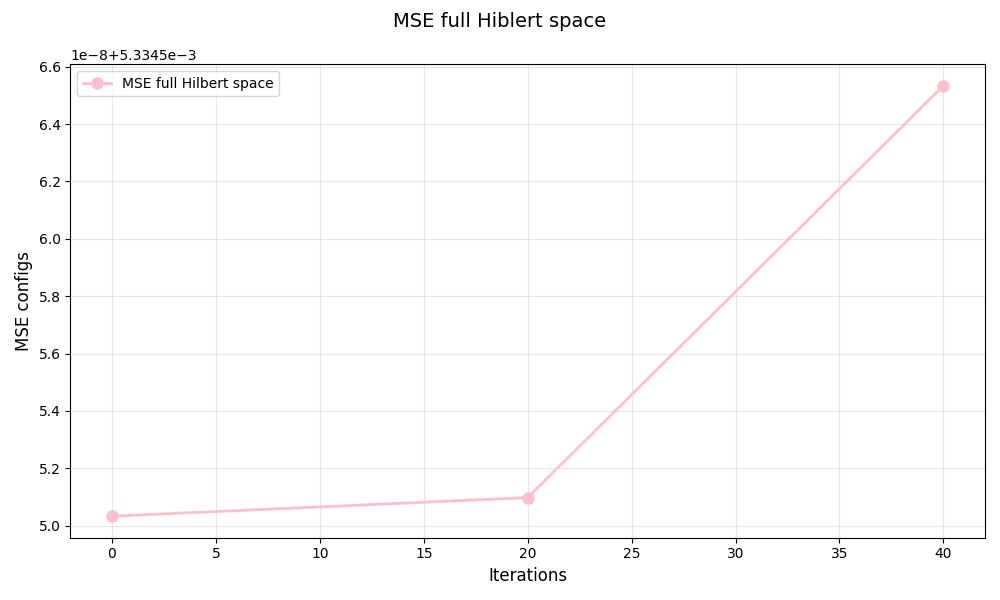 MSE full Hiblert space
1e−8+5.3345e−3
MSE full Hilbert space
6.6
6.4
6.2
6.0
5.8
5.6
5.4
5.2
5.0
MSE configs
0 5 10 15 20 25 30 35 40
Iterations